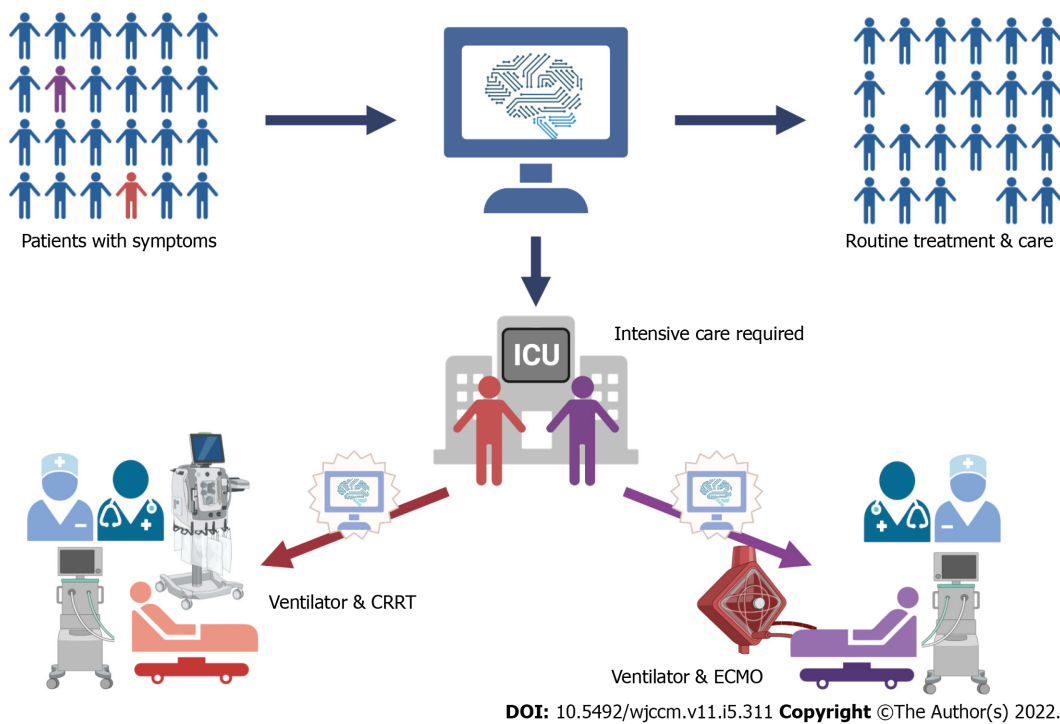 Patients with symptoms
Routine treatment & care
Intensive care required
ICU
Ventilator & CRRT
Ventilator & ECMO
DOI: 10.5492/wjccm.v11.i5.311 Copyright ©The Author(s) 2022.